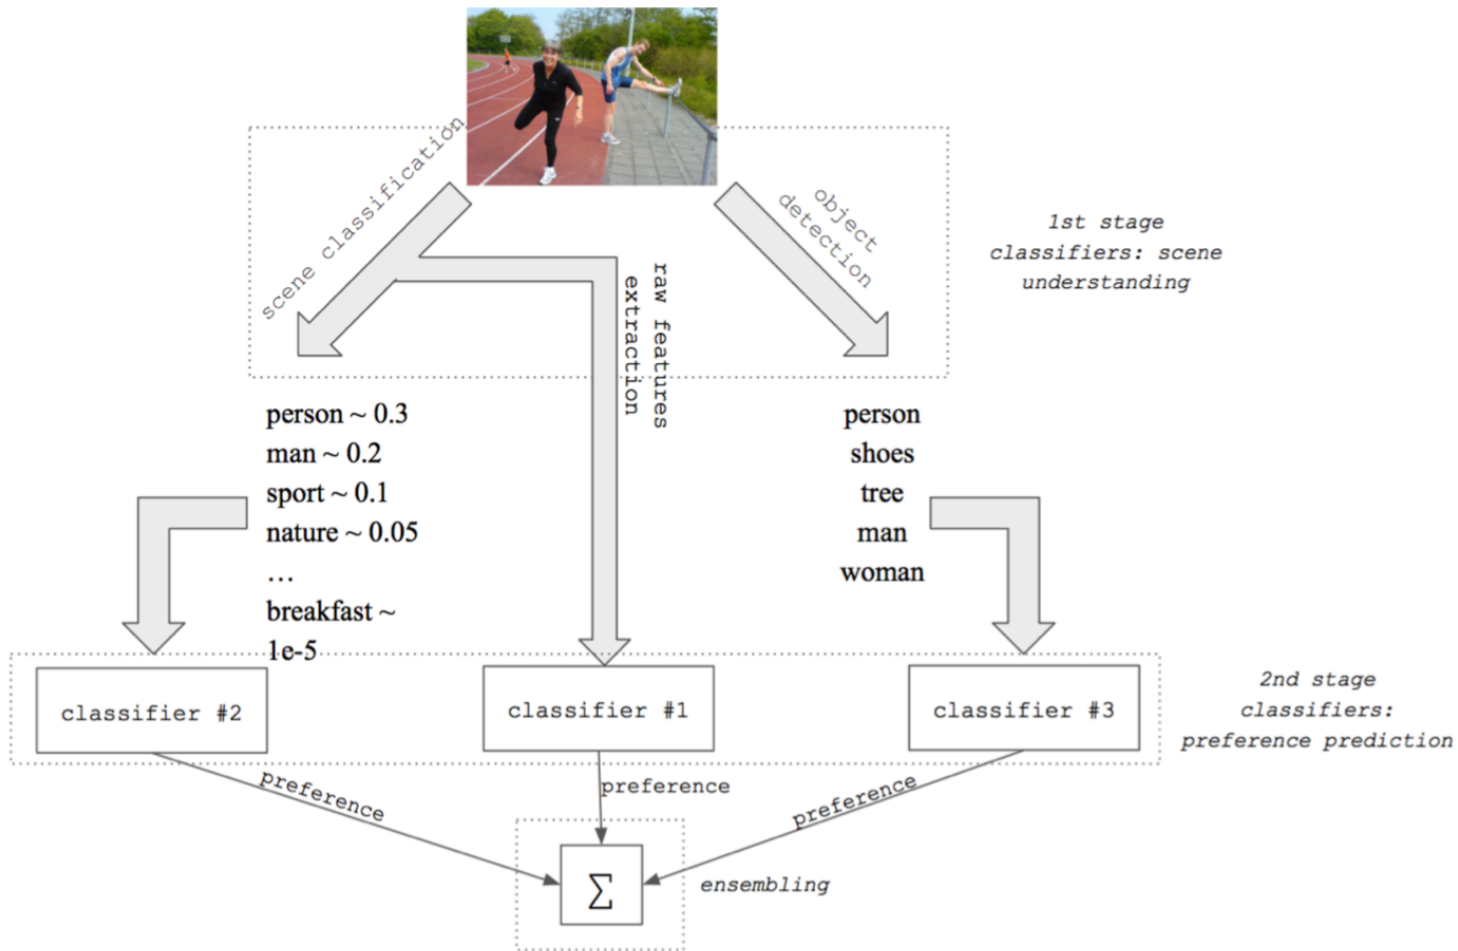 scene classification
object
detection
1st stage
classifiers: scene
understanding
raw features
extraction
person ~ 0.3
man ~ 0.2
sport ~ 0.1
nature ~ 0.05
…
breakfast ~
1e-5
person
shoes
tree
man
woman
classifier #2
classifier #1
classifier #3
2nd stage
classifiers:
preference prediction
preference
preference
preference
∑
ensembling